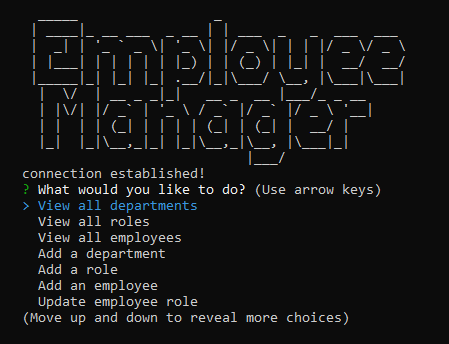 Employee
Manager
connection established!
? What would you like to do? (Use arrow keys)
> View all departments
View all roles
View all employees
Add a department
Add a role
Add an employee
Update employee role
(Move up and down to reveal more choices)